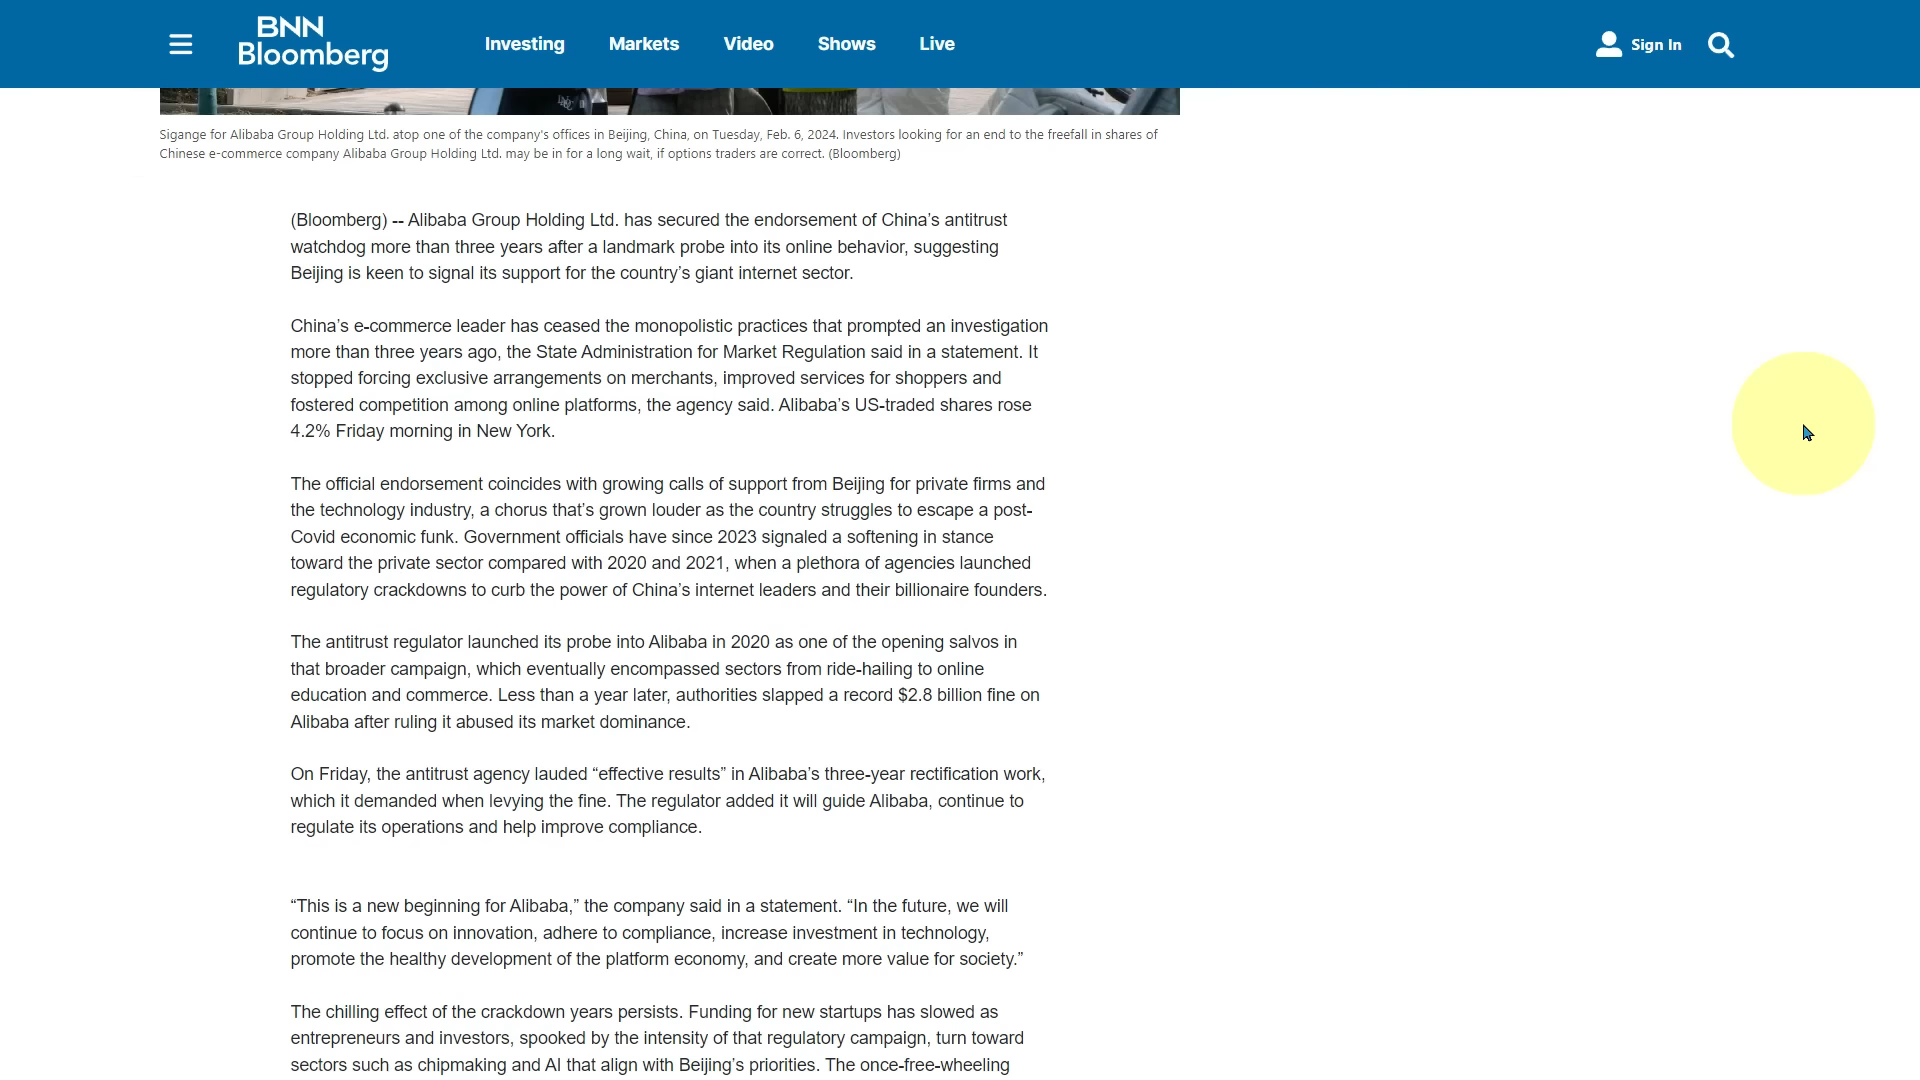 BNN
Bloomberg
Investing Markets Video Shows Live
Sign In
Sigange for Alibaba Group Holding Ltd. atop one of the company's offices in Beijing, China, on Tuesday, Feb. 6, 2024. Investors looking for an end to the freefall in shares of
Chinese e-commerce company Alibaba Group Holding Ltd. may be in for a long wait, if options traders are correct. (Bloomberg)
(Bloomberg) -- Alibaba Group Holding Ltd. has secured the endorsement of China’s antitrust
watchdog more than three years after a landmark probe into its online behavior, suggesting
Beijing is keen to signal its support for the country’s giant internet sector.
China’s e-commerce leader has ceased the monopolistic practices that prompted an investigation
more than three years ago, the State Administration for Market Regulation said in a statement. It
stopped forcing exclusive arrangements on merchants, improved services for shoppers and
fostered competition among online platforms, the agency said. Alibaba’s US-traded shares rose
4.2% Friday morning in New York.
The official endorsement coincides with growing calls of support from Beijing for private firms and
the technology industry, a chorus that’s grown louder as the country struggles to escape a post-
Covid economic funk. Government officials have since 2023 signaled a softening in stance
toward the private sector compared with 2020 and 2021, when a plethora of agencies launched
regulatory crackdowns to curb the power of China’s internet leaders and their billionaire founders.
The antitrust regulator launched its probe into Alibaba in 2020 as one of the opening salvos in
that broader campaign, which eventually encompassed sectors from ride-hailing to online
education and commerce. Less than a year later, authorities slapped a record $2.8 billion fine on
Alibaba after ruling it abused its market dominance.
On Friday, the antitrust agency lauded “effective results” in Alibaba’s three-year rectification work,
which it demanded when levying the fine. The regulator added it will guide Alibaba, continue to
regulate its operations and help improve compliance.
“This is a new beginning for Alibaba,” the company said in a statement. “In the future, we will
continue to focus on innovation, adhere to compliance, increase investment in technology,
promote the healthy development of the platform economy, and create more value for society.”
The chilling effect of the crackdown years persists. Funding for new startups has slowed as
entrepreneurs and investors, spooked by the intensity of that regulatory campaign, turn toward
sectors such as chipmaking and AI that align with Beijing’s priorities. The once-free-wheeling